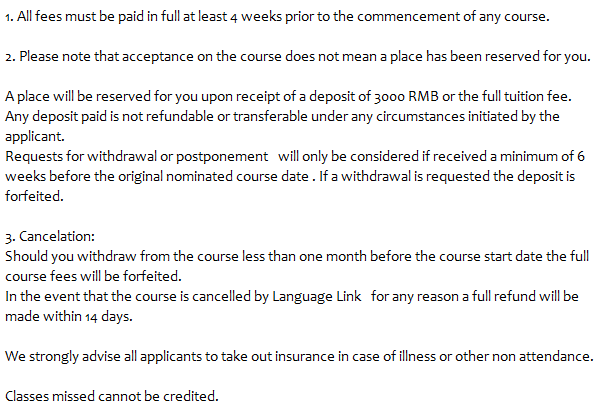 1. All fees must be paid in full at least 4 weeks prior to the commencement of any course.
2. Please note that acceptance on the course does not mean a place has been reserved for you.
A place will be reserved for you upon receipt of a deposit of 3000 RMB or the full tuition fee.
Any deposit paid is not refundable or transferable under any circumstances initiated by the
applicant.
Requests for withdrawal or postponement will only be considered if received a minimum of 6
weeks before the original nominated course date . If a withdrawal is requested the deposit is
forfeited.
3. Cancelation:
Should you withdraw from the course less than one month before the course start date the full
course fees will be forfeited.
In the event that the course is cancelled by Language Link for any reason a full refund will be
made within 14 days.
We strongly advise all applicants to take out insurance in case of illness or other non attendance.
Classes missed cannot be credited.